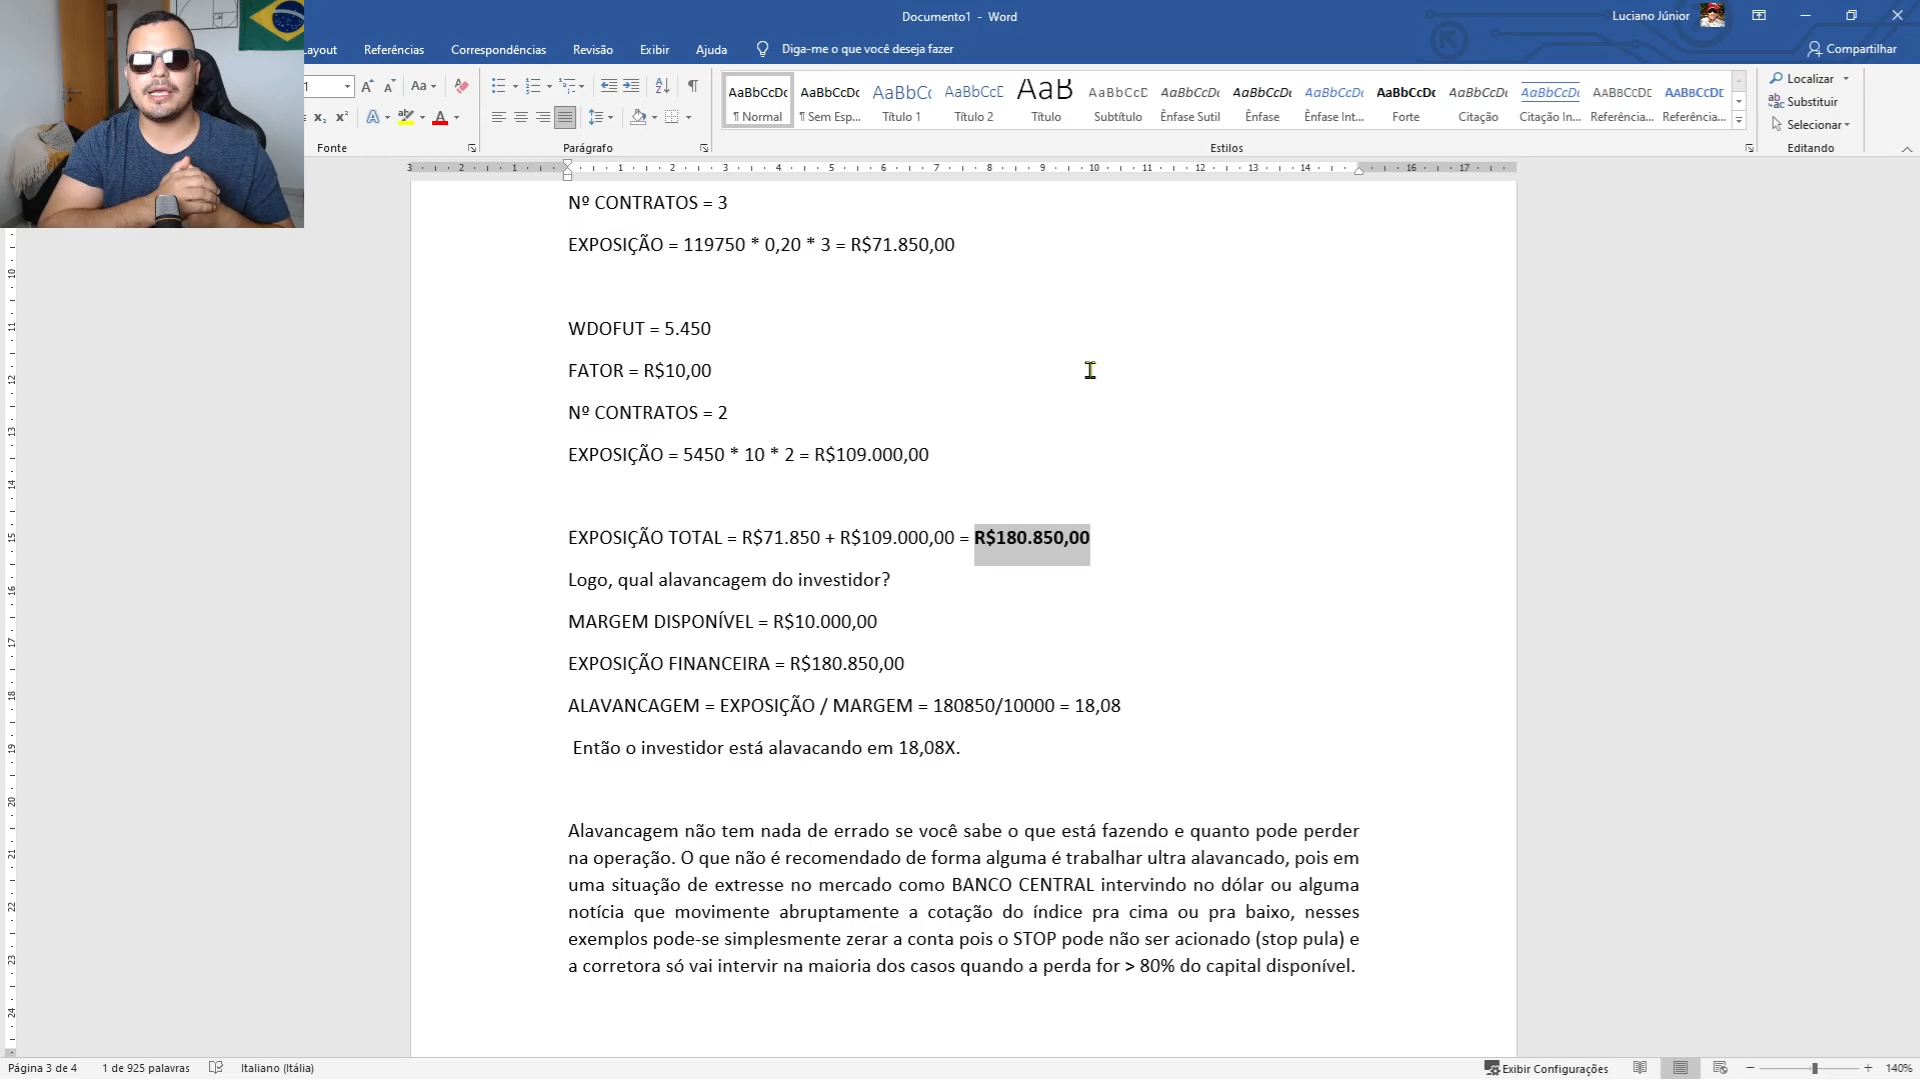 Documento1 - Word
Luciano Júnior
ayout
Referências
Correspondências
Revisão
Exibir
Ajuda
Diga-me o que você deseja fazer
Compartilhar
Fonte
Parágrafo
AaBbCcDc ¶ Normal
AaBbCcDc ¶ Sem Esp...
AaBbCc Título 1
AaBbCcE Título 2
AaB Título
AaBbCcD Subtítulo
AaBbCcDc Ênfase Sutil
AaBbCcDc Ênfase
AaBbCcDc Ênfase Int...
AaBbCcDc Forte
AaBbCcDc Citação
AaBbCcDc Citação In...
AABBCCDE Referência...
AABBCCDE Referência...
Estilos
Localizar
Substituir
Selecionar
Editando
Nº CONTRATOS = 3
EXPOSIÇÃO = 119750 * 0,20 * 3 = R$71.850,00
WDOFUT = 5.450
FATOR = R$10,00
Nº CONTRATOS = 2
EXPOSIÇÃO = 5450 * 10 * 2 = R$109.000,00
EXPOSIÇÃO TOTAL = R$71.850 + R$109.000,00 = R$180.850,00
Logo, qual alavancagem do investidor?
MARGEM DISPONÍVEL = R$10.000,00
EXPOSIÇÃO FINANCEIRA = R$180.850,00
ALAVANCAGEM = EXPOSIÇÃO / MARGEM = 180850/10000 = 18,08
Então o investidor está alavacando em 18,08X.
Alavancagem não tem nada de errado se você sabe o que está fazendo e quanto pode perder
na operação. O que não é recomendado de forma alguma é trabalhar ultra alavancado, pois em
uma situação de extresse no mercado como BANCO CENTRAL intervindo no dólar ou alguma
notícia que movimente abruptamente a cotação do índice pra cima ou pra baixo, nesses
exemplos pode-se simplesmente zerar a conta pois o STOP pode não ser acionado (stop pula) e
a corretora só vai intervir na maioria dos casos quando a perda for > 80% do capital disponível.
Página 3 de 4
1 de 925 palavras
Italiano (Itália)
Exibir Configurações
140%